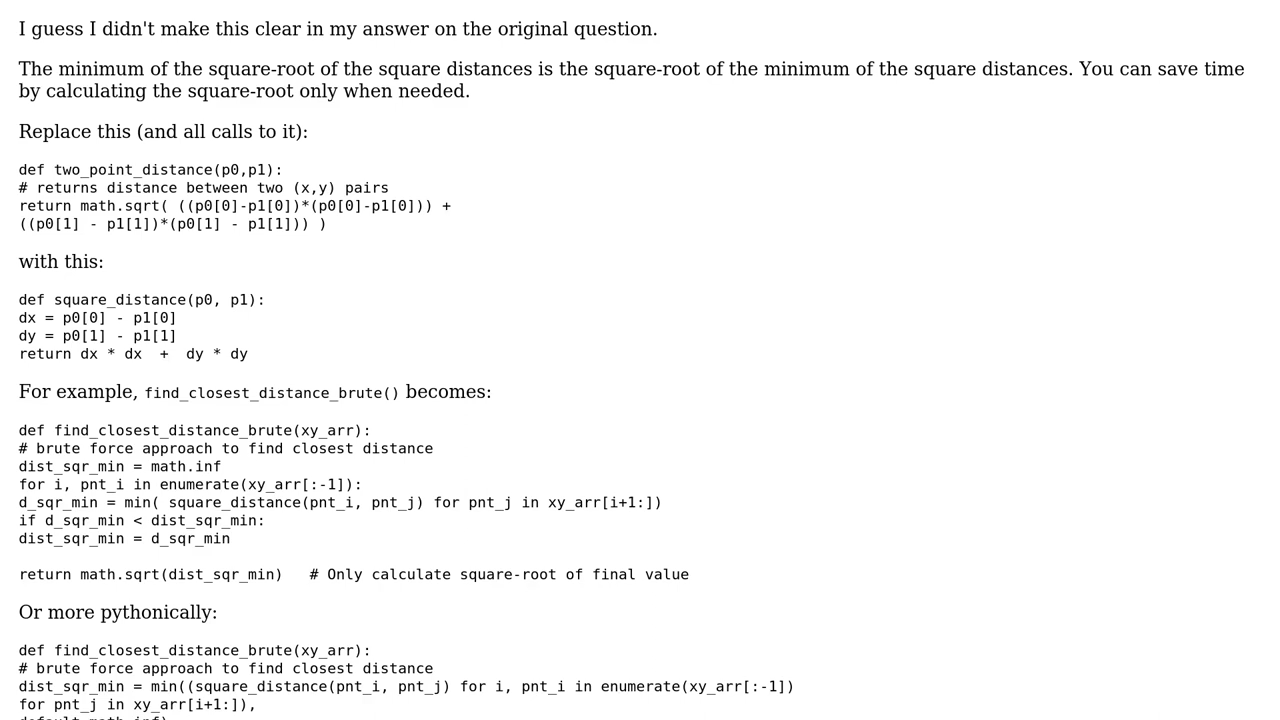 I guess I didn't make this clear in my answer on the original question.
The minimum of the square-root of the square distances is the square-root of the minimum of the square distances. You can save time
by calculating the square-root only when needed.
Replace this (and all calls to it):
def two_point_distance(p0,p1):
# returns distance between two (x,y) pairs
return math.sqrt( ((p0[0]-p1[0])*(p0[0]-p1[0])) +
((p0[1] - p1[1])*(p0[1] - p1[1])) )
with this:
def square_distance(p0, p1):
dx = p0[0] - p1[0]
dy = p0[1] - p1[1]
return dx * dx  +  dy * dy
For example, find_closest_distance_brute() becomes:
def find_closest_distance_brute(xy_arr):
# brute force approach to find closest distance
dist_sqr_min = math.inf
for i, pnt_i in enumerate(xy_arr[:-1]):
d_sqr_min = min( square_distance(pnt_i, pnt_j) for pnt_j in xy_arr[i+1:])
if d_sqr_min < dist_sqr_min:
dist_sqr_min = d_sqr_min
return math.sqrt(dist_sqr_min)   # Only calculate square-root of final value
Or more pythonically:
def find_closest_distance_brute(xy_arr):
# brute force approach to find closest distance
dist_sqr_min = min((square_distance(pnt_i, pnt_j) for i, pnt_i in enumerate(xy_arr[:-1])
for pnt_j in xy_arr[i+1:]),
default=math.inf)